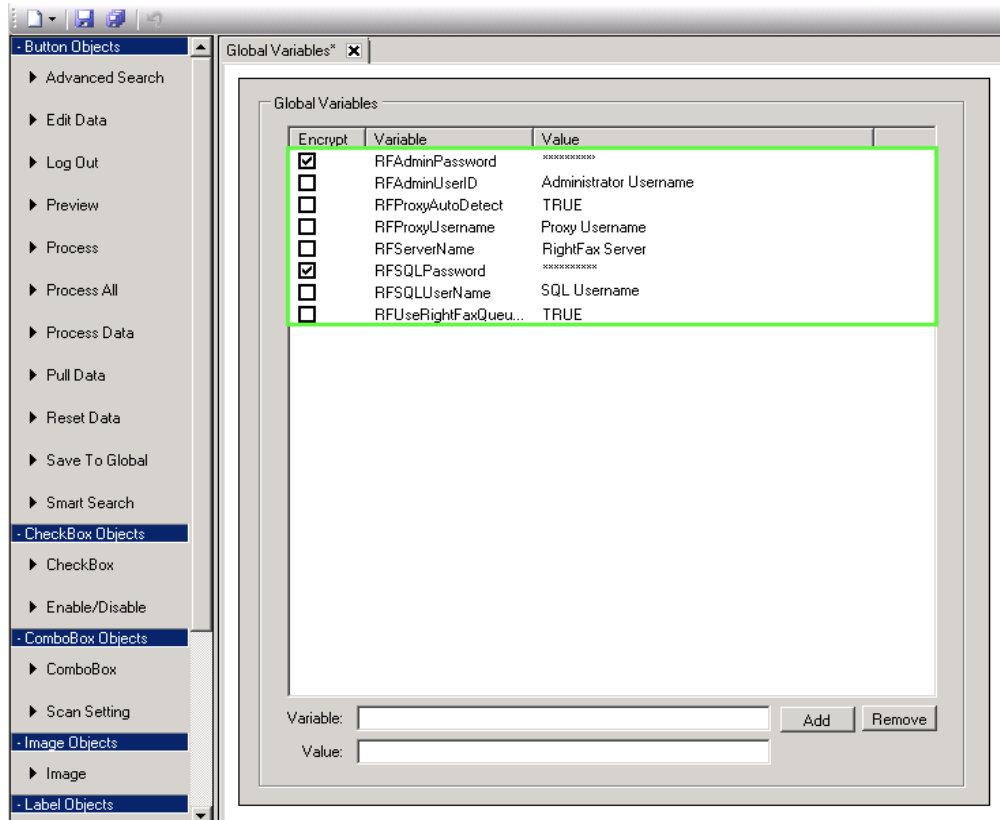 - Button Objects
Advanced Search
Edit Data
Log Out
Preview
Process
Process All
Process Data
Pull Data
Reset Data
Save To Global
Smart Search
- CheckBox Objects
CheckBox
Enable/Disable
- ComboBox Objects
ComboBox
Scan Setting
- Image Objects
Image
- Label Objects
Global Variables*
Global Variables
Encrypt Variable Value
RFAdminPassword **********
RFAdminUserID Administrator Username
RFProxyAutoDetect TRUE
RFProxyUsername Proxy Username
RFServerName RightFax Server
RFSQLPassword **********
RFSQLUserName SQL Username
RFUseRightFaxQueu... TRUE
Variable: Add Remove
Value: